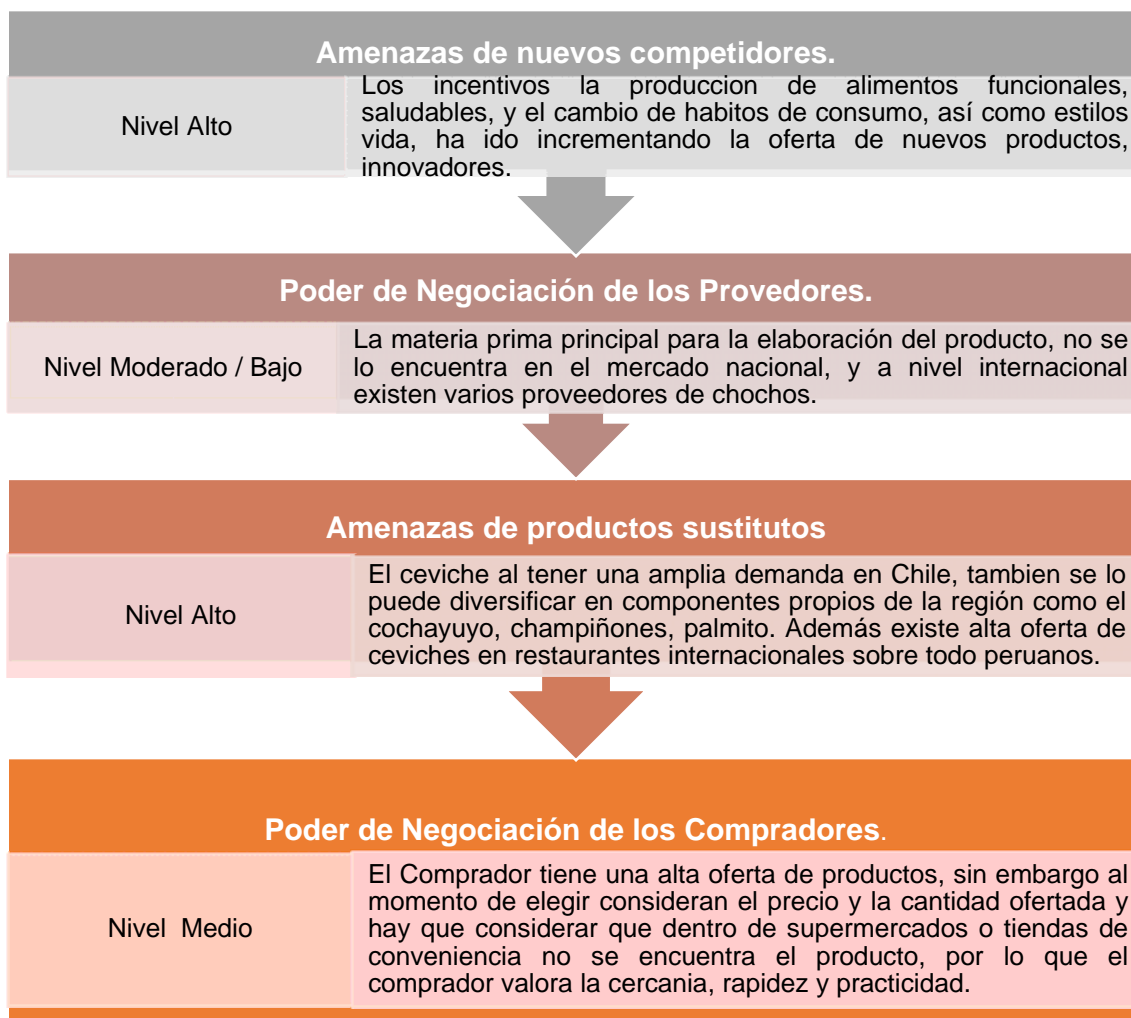 Amenazas de nuevos competidores.
Nivel Alto
Los incentivos la produccion de alimentos funcionales,
saludables, y el cambio de habitos de consumo, así como estilos
vida, ha ido incrementando la oferta de nuevos productos,
innovadores.
Poder de Negociación de los Provedores.
Nivel Moderado / Bajo
La materia prima principal para la elaboración del producto, no se
lo encuentra en el mercado nacional, y a nivel internacional
existen varios proveedores de chochos.
Amenazas de productos sustitutos
Nivel Alto
El ceviche al tener una amplia demanda en Chile, tambien se lo
puede diversificar en componentes propios de la región como el
cochayuyo, champiñones, palmito. Además existe alta oferta de
ceviches en restaurantes internacionales sobre todo peruanos.
Poder de Negociación de los Compradores.
Nivel Medio
El Comprador tiene una alta oferta de productos, sin embargo al
momento de elegir consideran el precio y la cantidad ofertada y
hay que considerar que dentro de supermercados o tiendas de
conveniencia no se encuentra el producto, por lo que el
comprador valora la cercania, rapidez y practicidad.